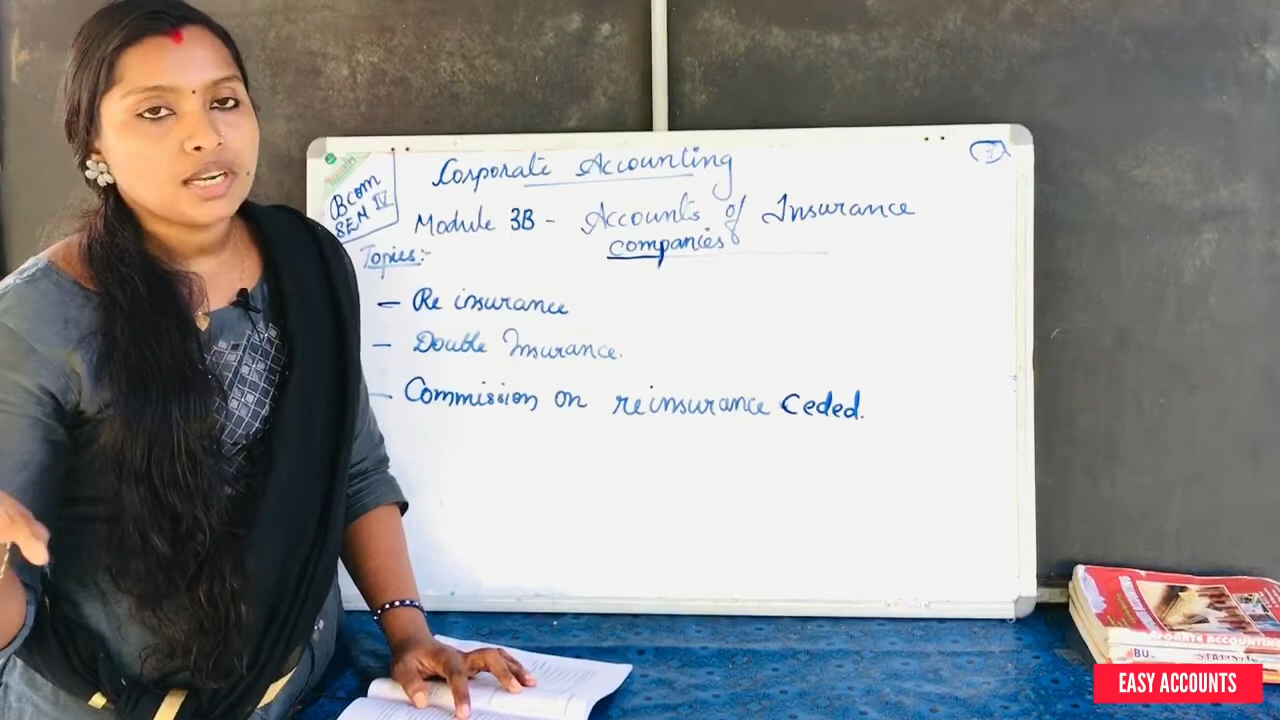 Corporate Accounting
Bcom
SEM IV
Module 3B - Accounts of Insurance
companies
Topics:-
- Re insurance
- Double Insurance.
- Commission on reinsurance Ceded.
EASY ACCOUNTS